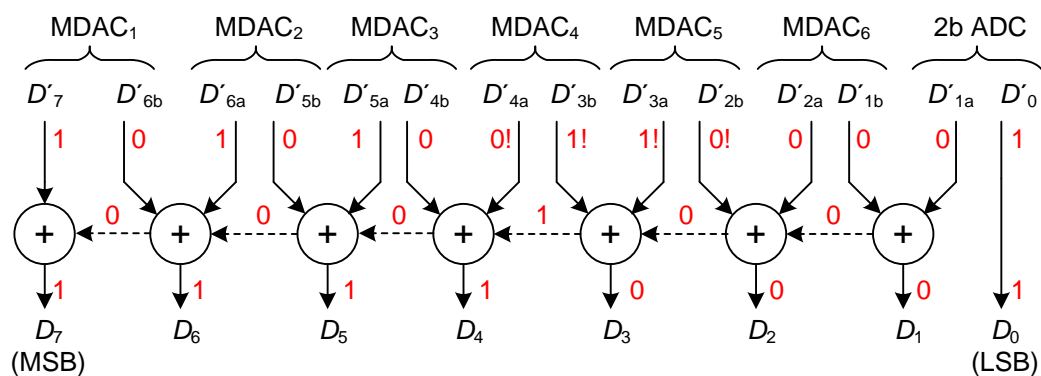 MDAC₁ MDAC₂ MDAC₃ MDAC₄ MDAC₅ MDAC₆ 2b ADC
D′₇ D′₆b D′₆a D′₅b D′₅a D′₄b D′₄a D′₃b D′₃a D′₂b D′₂a D′₁b D′₁a D′₀
1 0 1 0 1 0 0! 1! 1! 0! 0 0 0 1
0 0 0 1 0 0
+ + + + + + +
1 1 1 1 0 0 0 1
D₇ D₆ D₅ D₄ D₃ D₂ D₁ D₀
(MSB) (LSB)